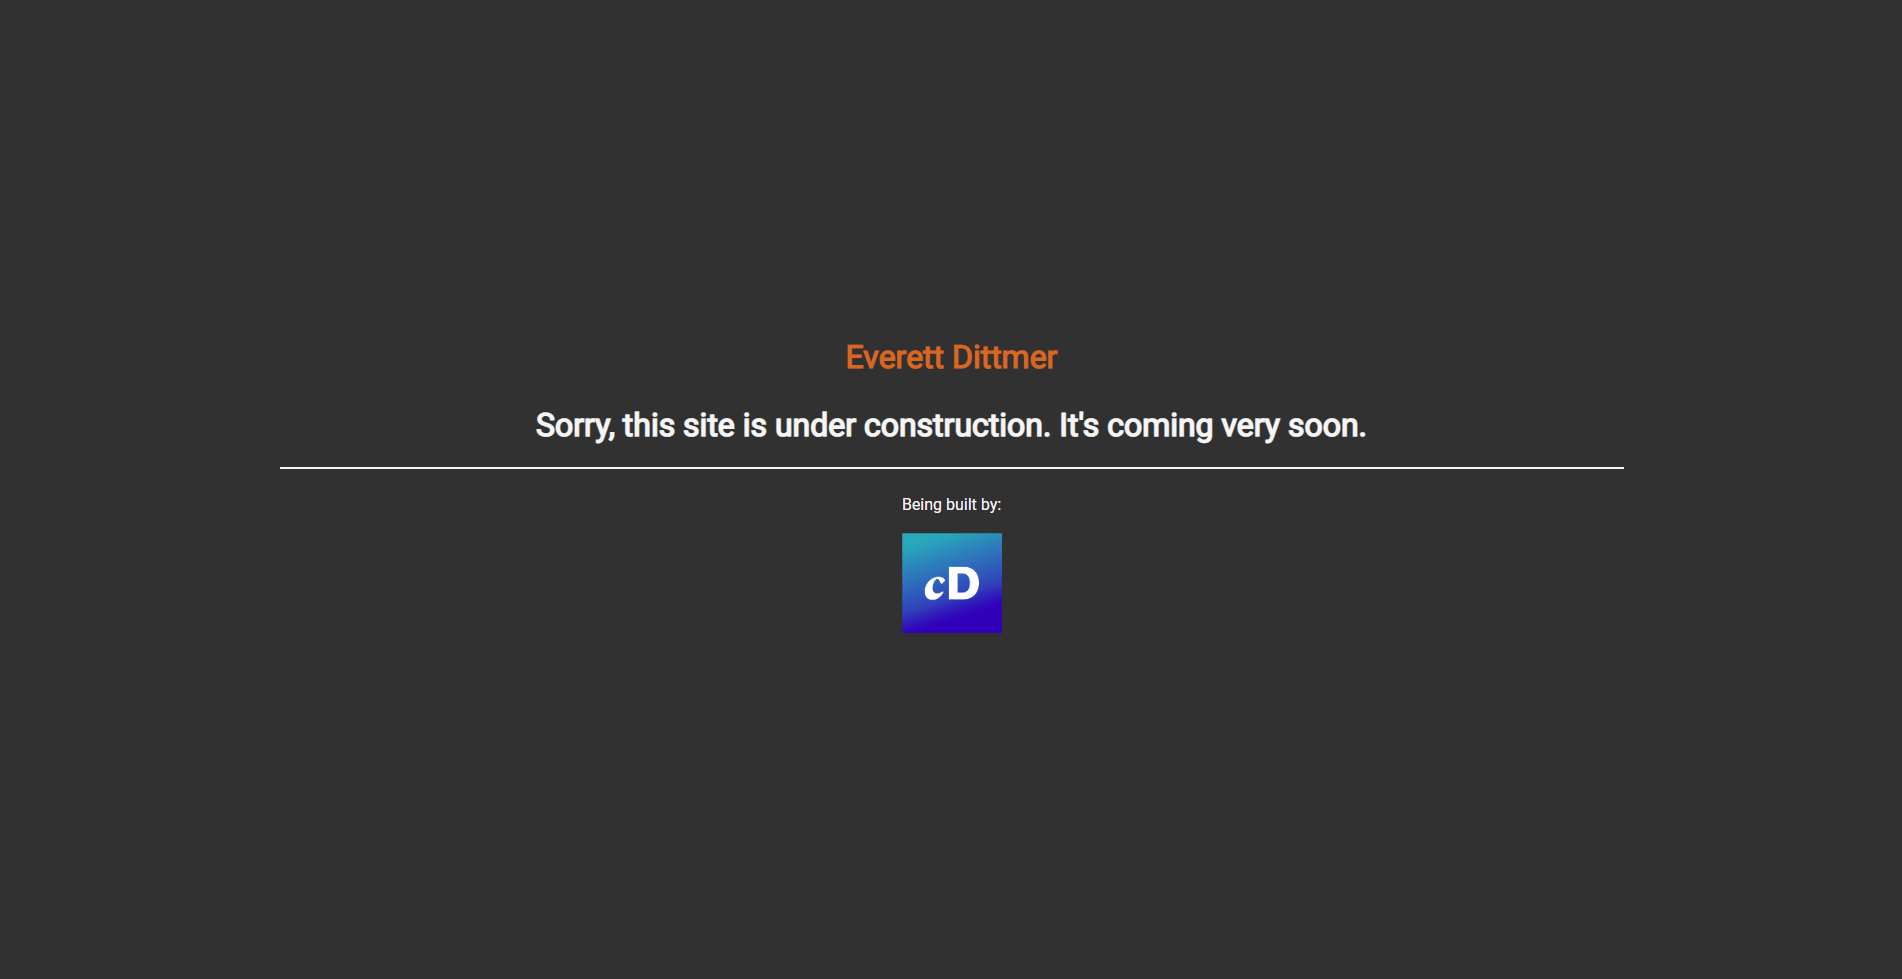 Everett Dittmer
Sorry, this site is under construction. It's coming very soon.
Being built by:
cD